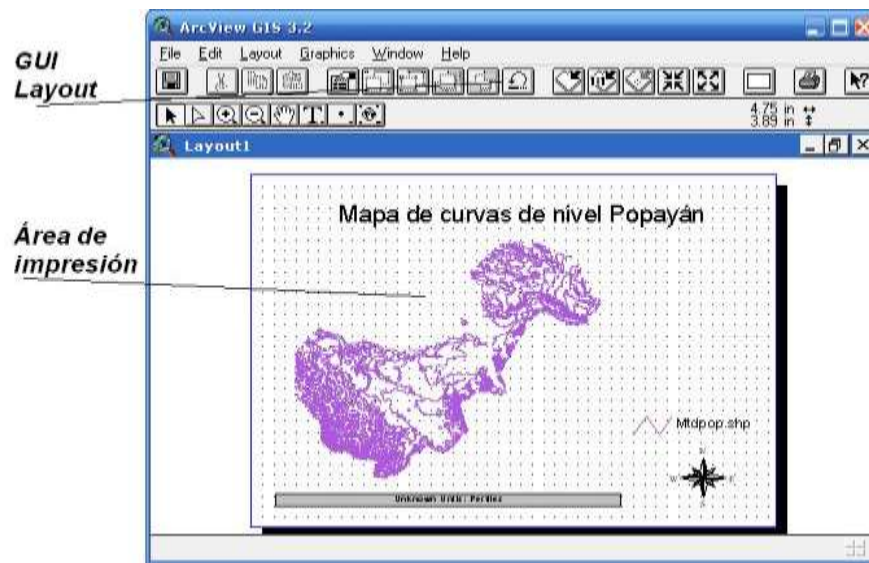 ArcView GIS 3.2
File Edit Layout Graphics Window Help
GUI
Layout
4.75 in
3.89 in
Layout1
Mapa de curvas de nivel Popayán
Área de
impresión
Mtdpop.shp
N
W E
S
Unknown Units: